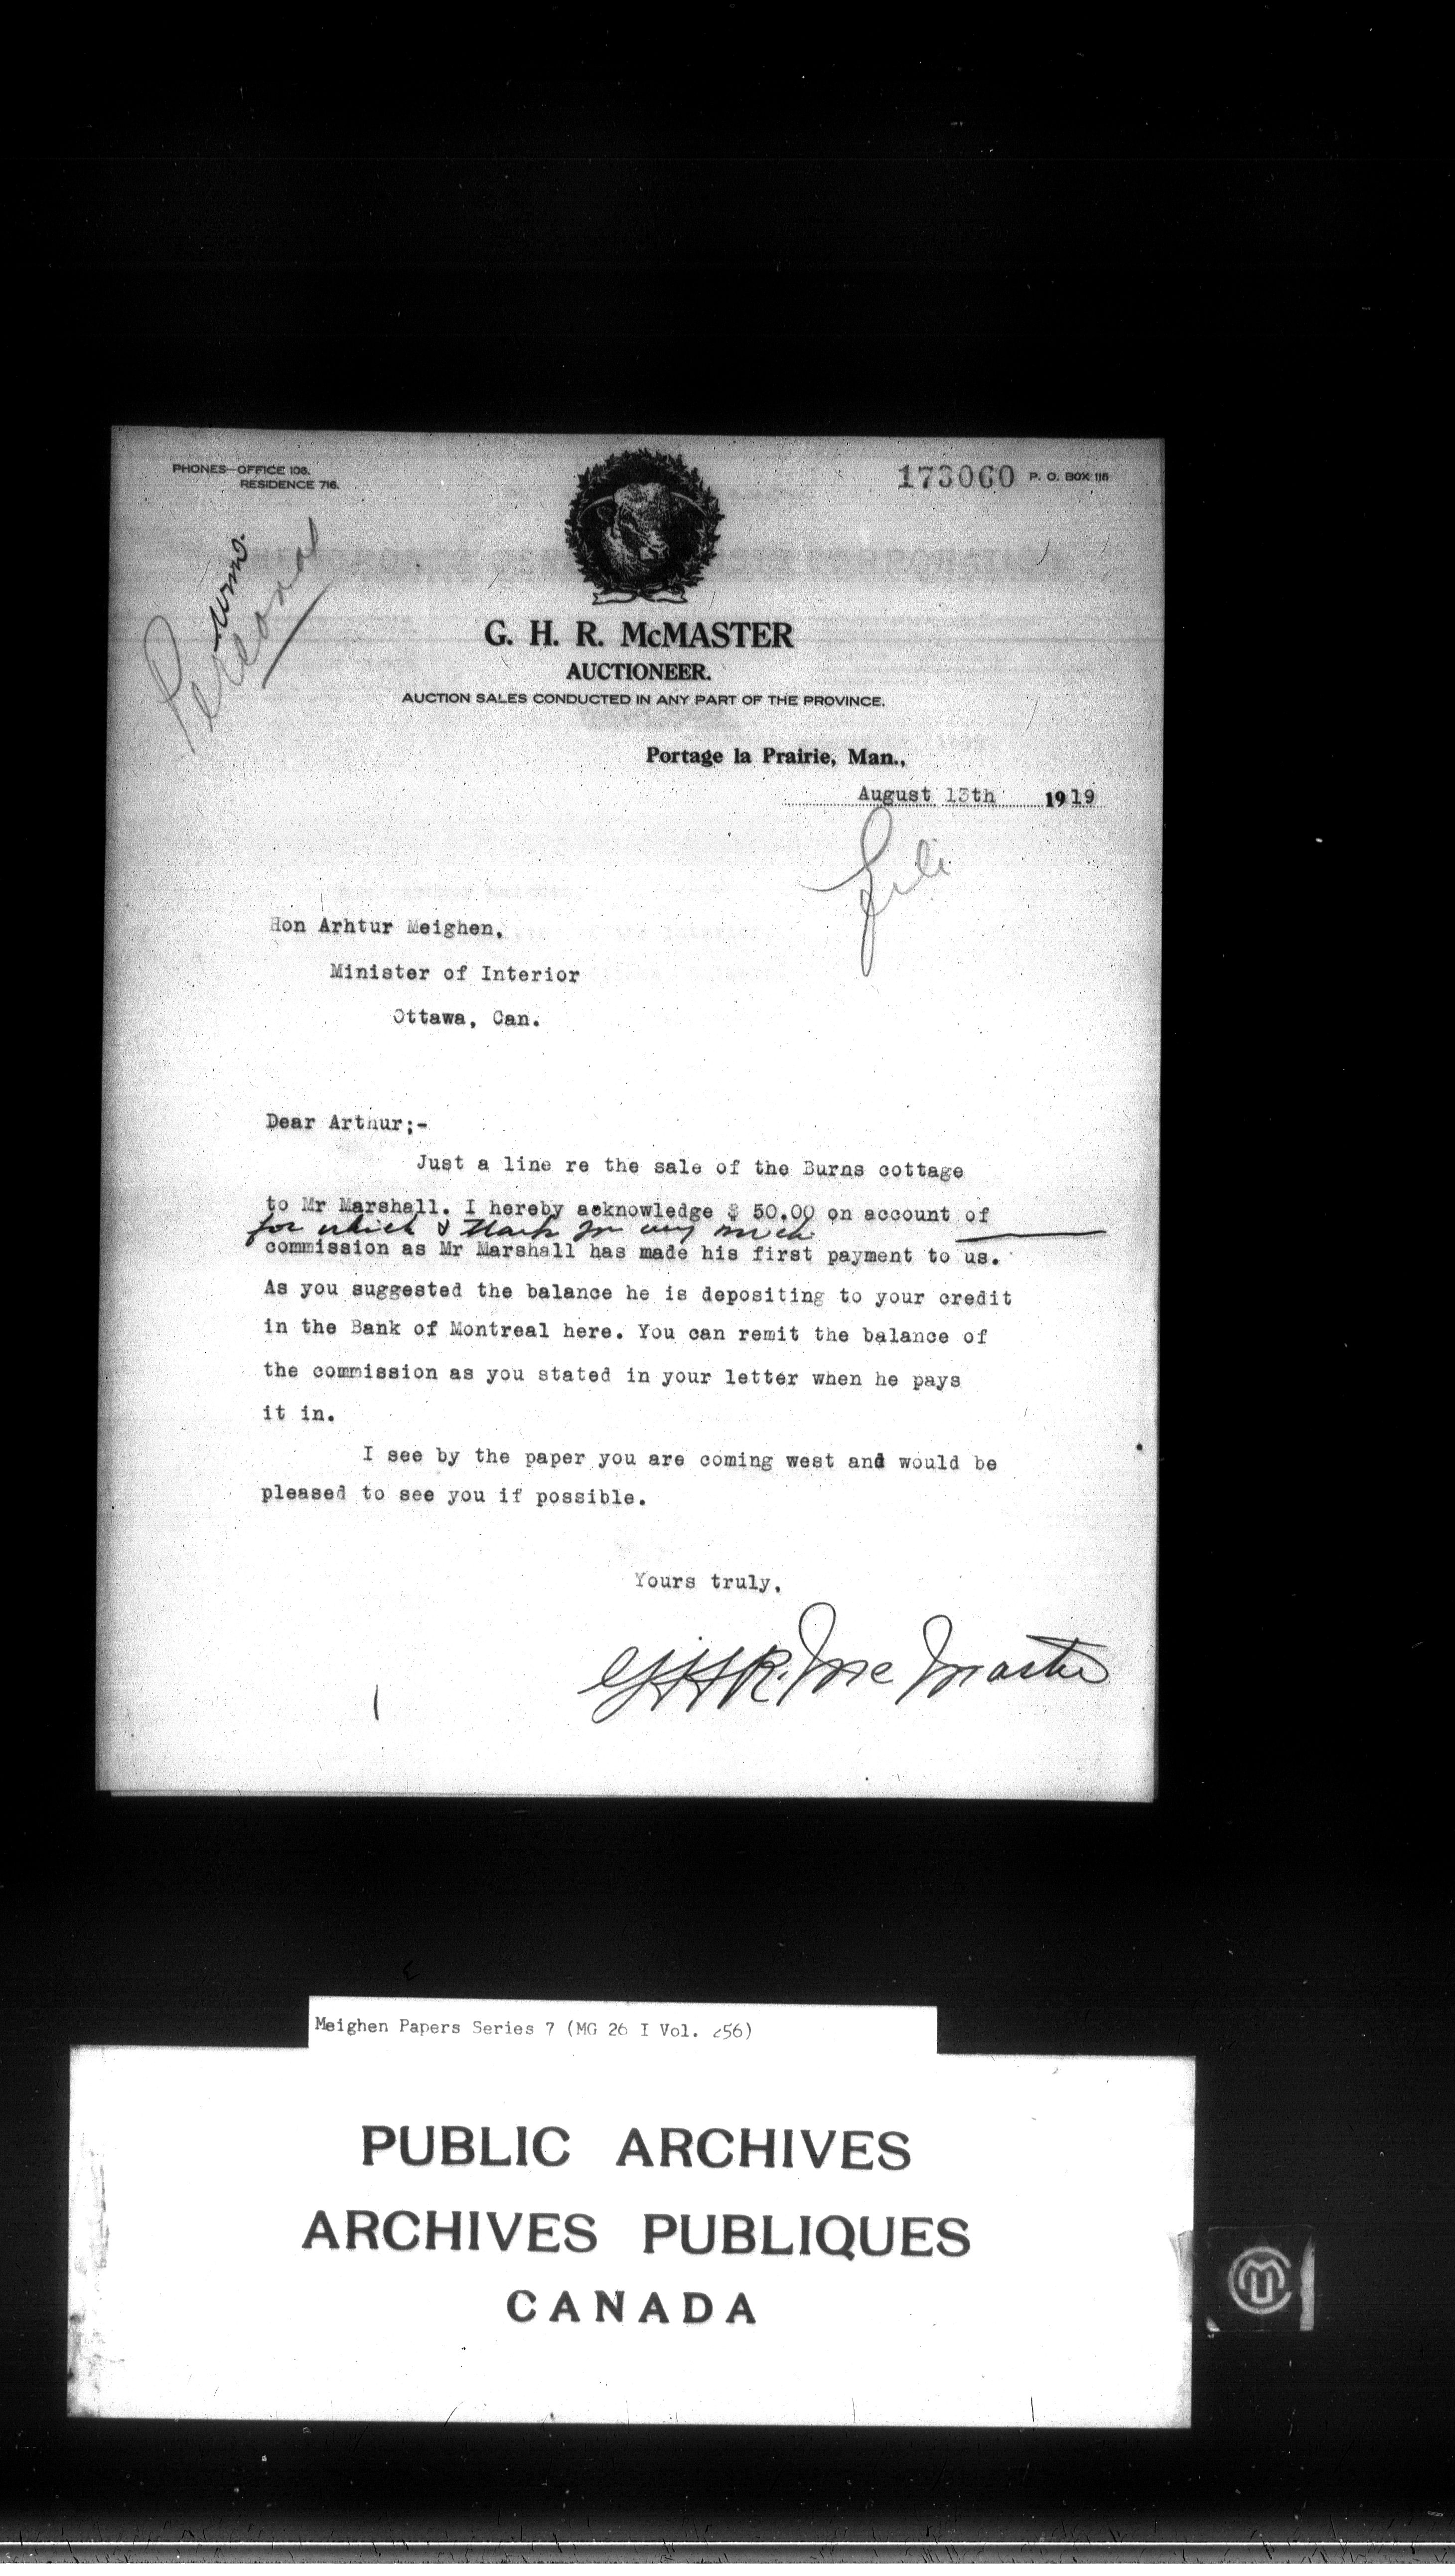 PHONES—OFFICE 106.
RESIDENCE 716.
173060 P. O. BOX 115
Personal
G. H. R. McMASTER
AUCTIONEER.
AUCTION SALES CONDUCTED IN ANY PART OF THE PROVINCE.
Portage la Prairie, Man.,
August 13th 1919
File
Hon Arhtur Meighen,
Minister of Interior
Ottawa, Can.
Dear Arthur;-
Just a line re the sale of the Burns cottage
to Mr Marshall. I hereby acknowledge $ 50.00 on account of
for which I thank you very much
commission as Mr Marshall has made his first payment to us.
As you suggested the balance he is depositing to your credit
in the Bank of Montreal here. You can remit the balance of
the commission as you stated in your letter when he pays
it in.
I see by the paper you are coming west and would be
pleased to see you if possible.
Yours truly,
G H R. McMaster
Meighen Papers Series 7 (MG 26 I Vol. 256)
PUBLIC ARCHIVES
ARCHIVES PUBLIQUES
CANADA